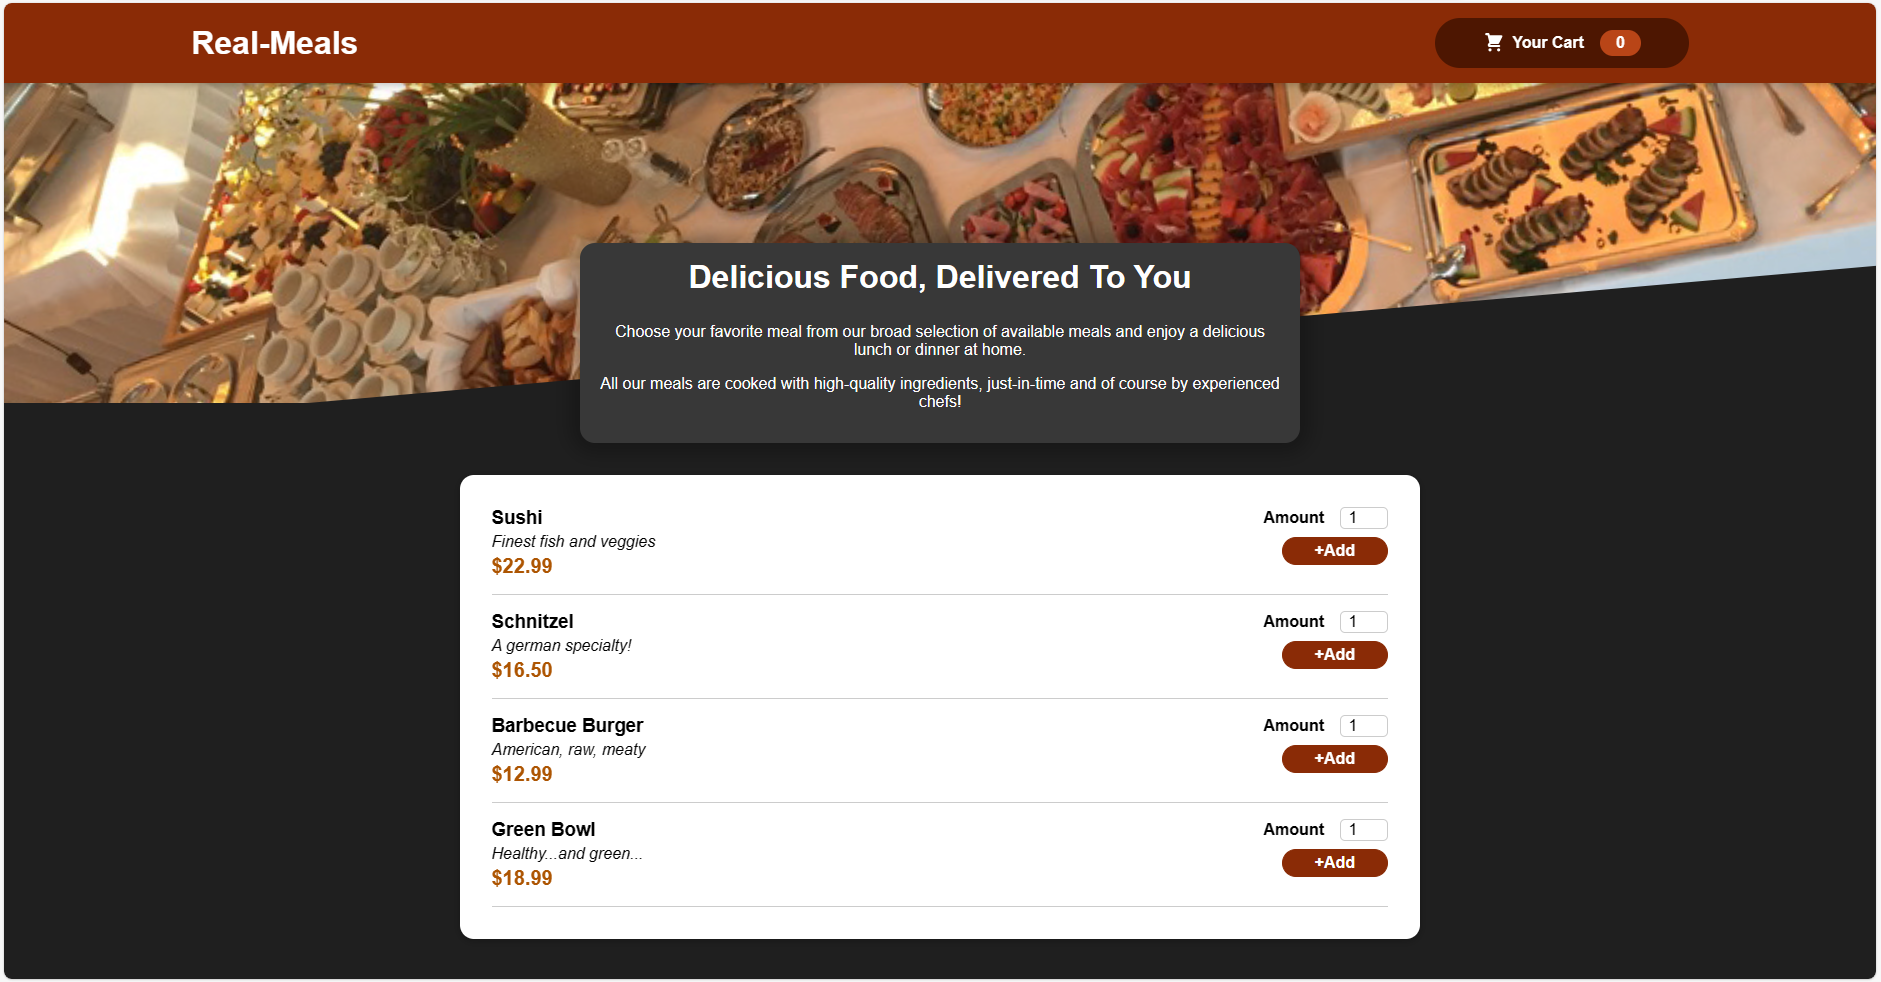 Real-Meals
Your Cart 0
Delicious Food, Delivered To You
Choose your favorite meal from our broad selection of available meals and enjoy a delicious
lunch or dinner at home.
All our meals are cooked with high-quality ingredients, just-in-time and of course by experienced
chefs!
Sushi
Amount 1
Finest fish and veggies
+Add
$22.99
Schnitzel
Amount 1
A german specialty!
+Add
$16.50
Barbecue Burger
Amount 1
American, raw, meaty
+Add
$12.99
Green Bowl
Amount 1
Healthy...and green...
+Add
$18.99